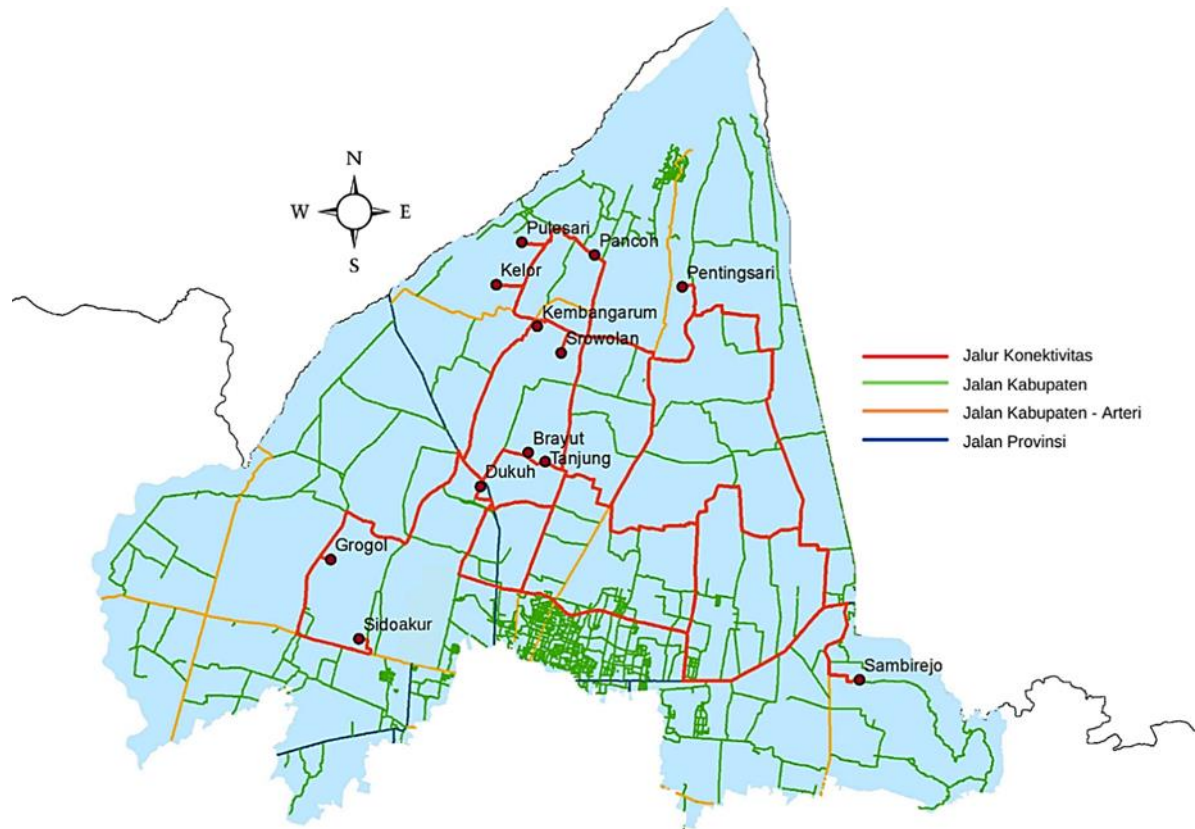 N
W E
S
Pulesari
Pancoh
Kelor
Pentingsari
Kembangarum
Srowolan
Brayut
Tanjung
Dukuh
Grogol
Sidoakur
Sambirejo
Jalur Konektivitas
Jalan Kabupaten
Jalan Kabupaten - Arteri
Jalan Provinsi